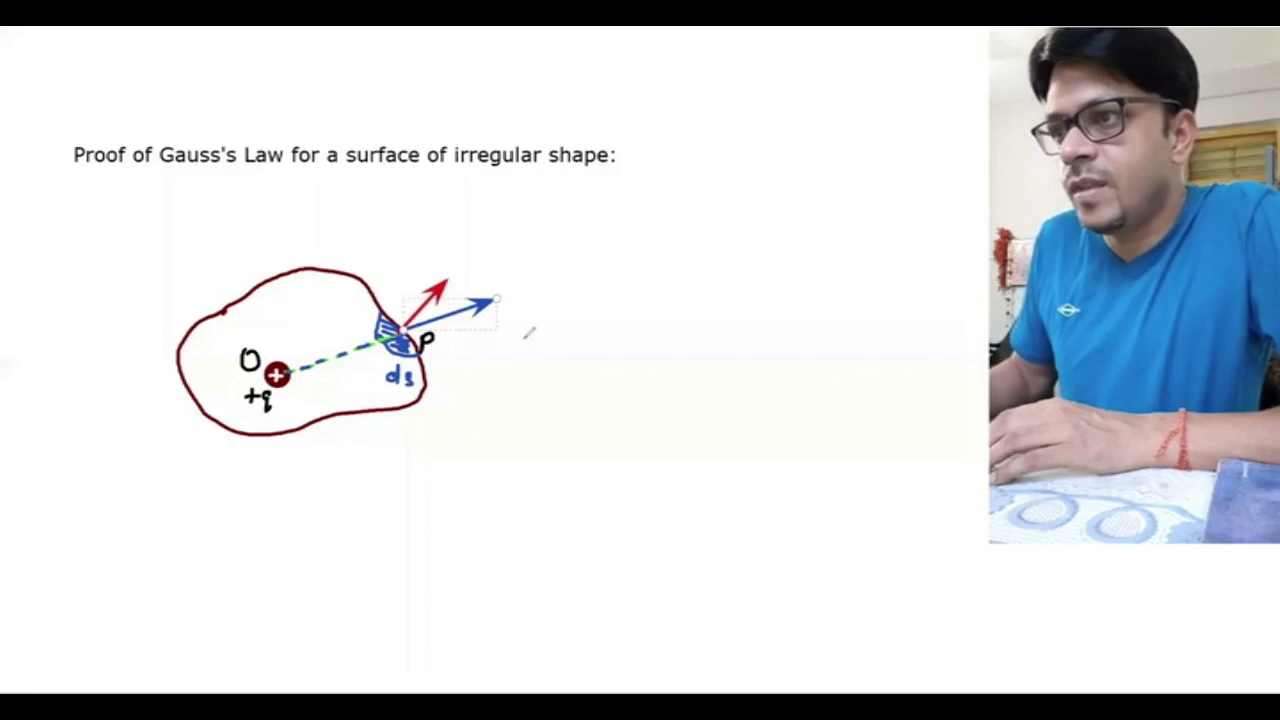 Proof of Gauss's Law for a surface of irregular shape:
O
+
+q
P
ds